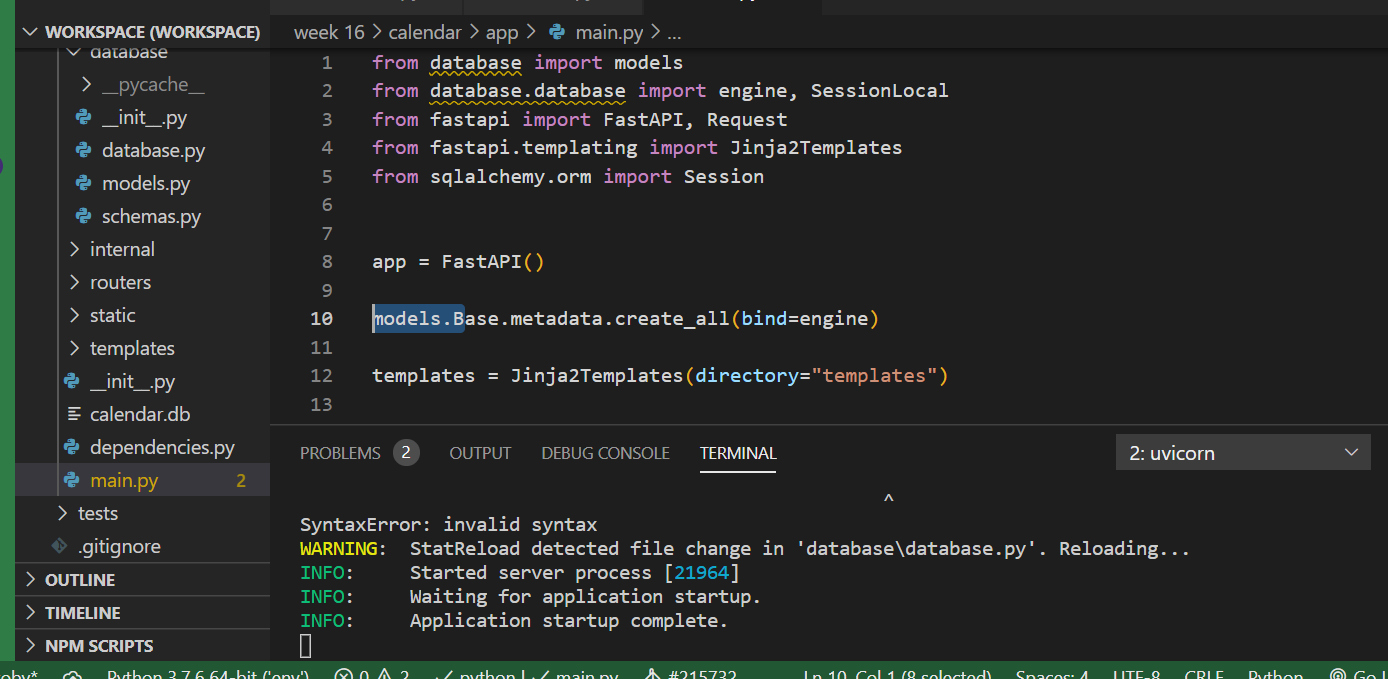 WORKSPACE (WORKSPACE)
database
__pycache__
__init__.py
database.py
models.py
schemas.py
internal
routers
static
templates
__init__.py
calendar.db
dependencies.py
main.py 2
tests
.gitignore
OUTLINE
TIMELINE
NPM SCRIPTS
week 16 > calendar > app > main.py > ...
1 from database import models
2 from database.database import engine, SessionLocal
3 from fastapi import FastAPI, Request
4 from fastapi.templating import Jinja2Templates
5 from sqlalchemy.orm import Session
6
7
8 app = FastAPI()
9
10 models.Base.metadata.create_all(bind=engine)
11
12 templates = Jinja2Templates(directory="templates")
13
PROBLEMS 2 OUTPUT DEBUG CONSOLE TERMINAL 2: uvicorn
^
SyntaxError: invalid syntax
WARNING: StatReload detected file change in 'database\database.py'. Reloading...
INFO: Started server process [21964]
INFO: Waiting for application startup.
INFO: Application startup complete.
oby* Python 3.7.6 64-bit ('env') 0 2 python | main.py #215732 Ln 10, Col 1 (8 selected) Spaces: 4 UTF-8 CRLF Python Go